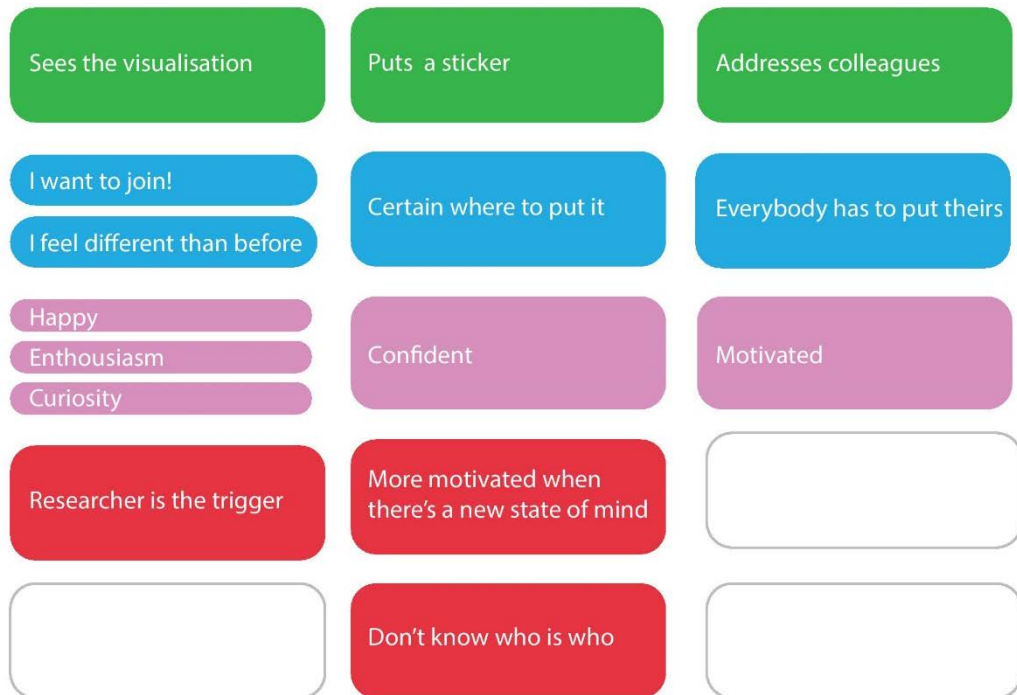 Sees the visualisation
Puts a sticker
Addresses colleagues
I want to join!
I feel different than before
Certain where to put it
Everybody has to put theirs
Happy
Enthousiasm
Curiosity
Confident
Motivated
Researcher is the trigger
More motivated when
there's a new state of mind
Don't know who is who